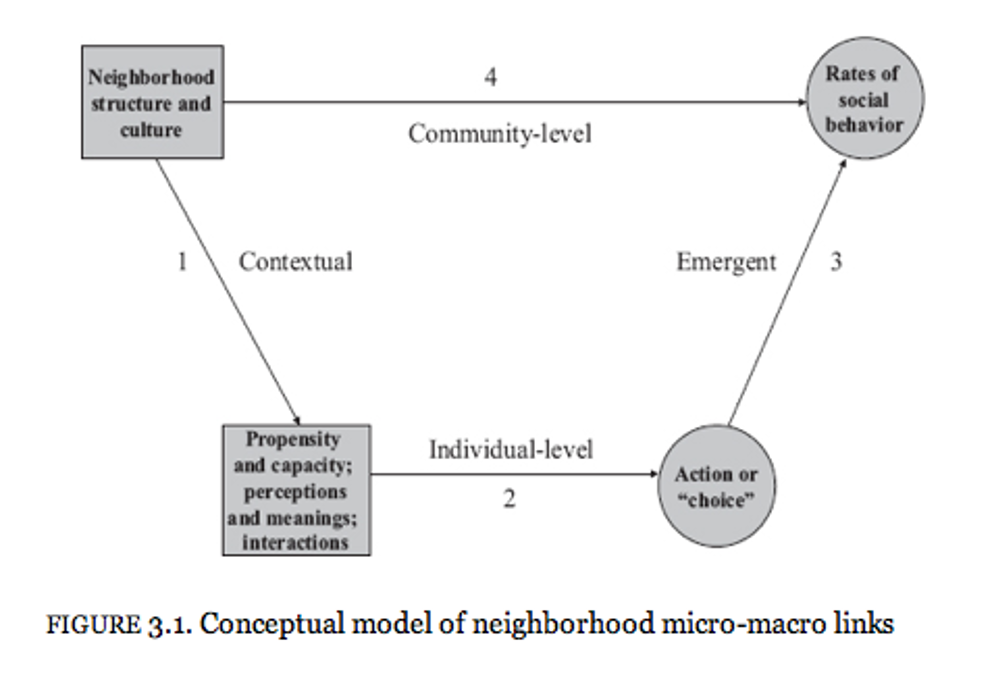 Neighborhood
structure and
culture
4
Community-level
Rates of
social
behavior
1
Contextual
Emergent
3
Propensity
and capacity;
perceptions
and meanings;
interactions
Individual-level
2
Action or
“choice”
FIGURE 3.1. Conceptual model of neighborhood micro-macro links